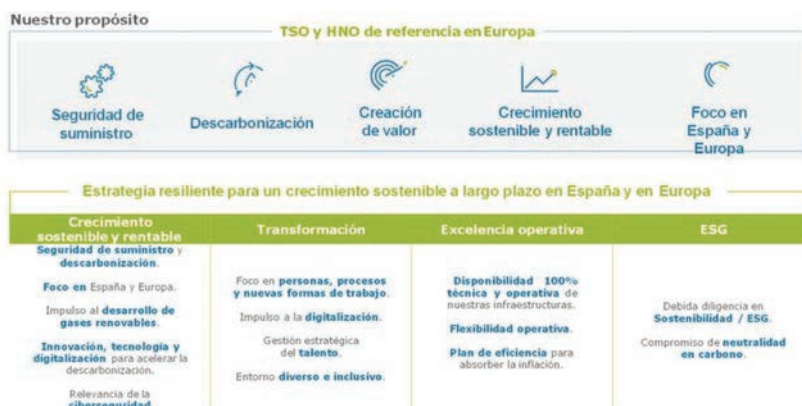 Nuestro propósito
TSO y HNO de referencia en Europa
Seguridad de
suministro
Descarbonización
Creación
de valor
Crecimiento
sostenible y rentable
Foco en
España y
Europa
Estrategia resiliente para un crecimiento sostenible a largo plazo en España y en Europa
Crecimiento
sostenible y rentable
Seguridad de suministro y
descarbonización.
Foco en España y Europa.
Impulso al desarrollo de
gases renovables.
Innovación, tecnología y
digitalización para acelerar la
descarbonización.
Relevancia de la
ciberseguridad
Transformación
Foco en personas, procesos
y nuevas formas de trabajo.
Impulso a la digitalización.
Gestión estratégica
del talento.
Entorno diverso e inclusivo.
Excelencia operativa
Disponibilidad 100%
técnica y operativa de
nuestras infraestructuras.
Flexibilidad operativa.
Plan de eficiencia para
absorber la inflación.
ESG
Debida diligencia en
Sostenibilidad / ESG.
Compromiso de neutralidad
en carbono.